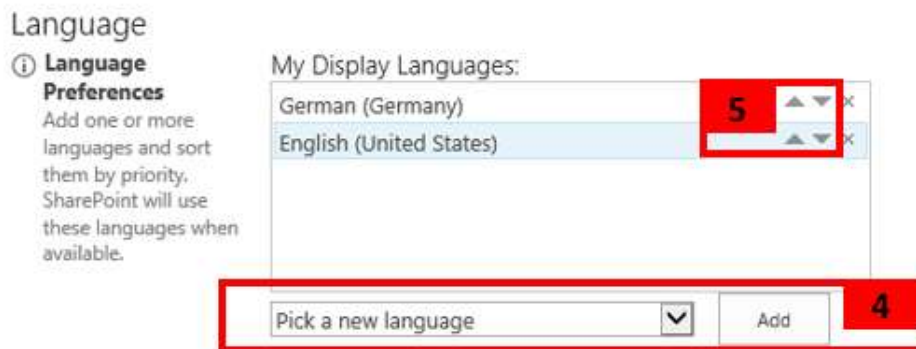 Language
Language
Preferences
Add one or more
languages and sort
them by priority.
SharePoint will use
these languages when
available.
My Display Languages:
German (Germany)
5
English (United States)
Pick a new language
Add
4